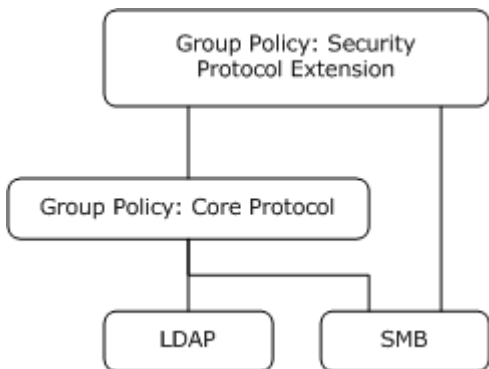 Group Policy: Security
Protocol Extension
Group Policy: Core Protocol
LDAP
SMB